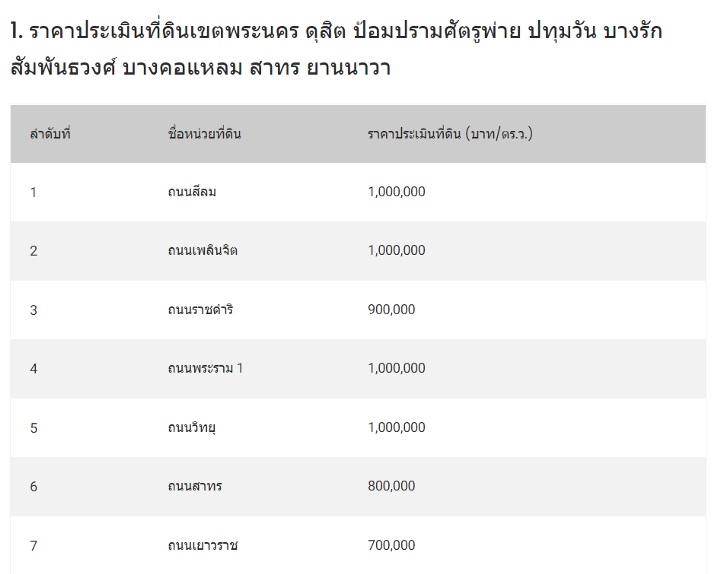 1. ราคาประเมินที่ดินเขตพระนคร ดุสิต ป้อมปรามศัตรูพ่าย ปทุมวัน บางรัก
สัมพันธวงศ์ บางคอแหลม สาทร ยานนาวา
ลำดับที่ ชื่อหน่วยที่ดิน ราคาประเมินที่ดิน (บาท/ตร.ว.)
1 ถนนสีลม 1,000,000
2 ถนนเพลินจิต 1,000,000
3 ถนนราชดำริ 900,000
4 ถนนพระราม 1 1,000,000
5 ถนนวิทยุ 1,000,000
6 ถนนสาทร 800,000
7 ถนนเยาวราช 700,000